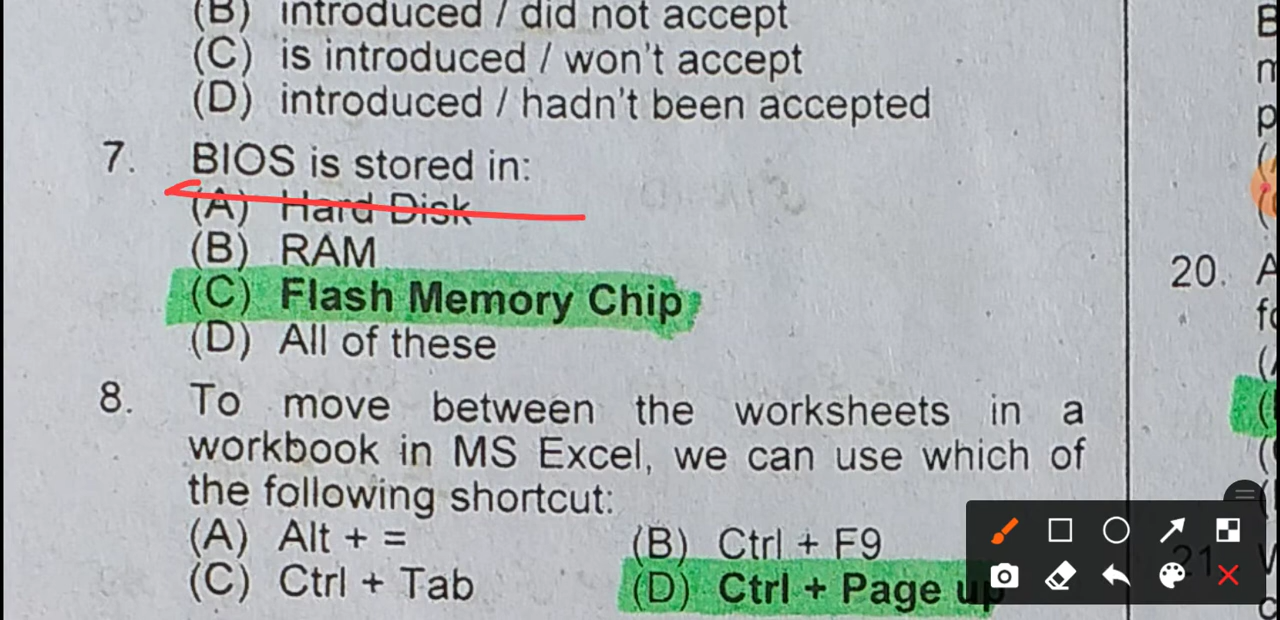 (B) introduced / did not accept
(C) is introduced / won't accept
(D) introduced / hadn't been accepted
7. BIOS is stored in:
(A) Hard Disk
(B) RAM
(C) Flash Memory Chip
(D) All of these
8. To move between the worksheets in a
workbook in MS Excel, we can use which of
the following shortcut:
(A) Alt + =
(B) Ctrl + F9
(C) Ctrl + Tab
(D) Ctrl + Page up
20. A
21